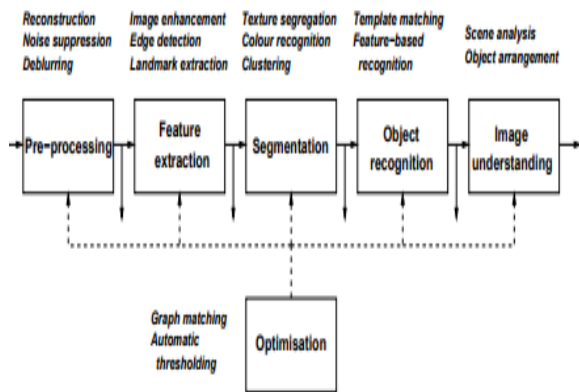 Reconstruction
Noise suppression
Deblurring
Image enhancement
Edge detection
Landmark extraction
Texture segregation
Colour recognition
Clustering
Template matching
Feature-based
recognition
Scene analysis
Object arrangement
Pre-processing
Feature
extraction
Segmentation
Object
recognition
Image
understanding
Graph matching
Automatic
thresholding
Optimisation